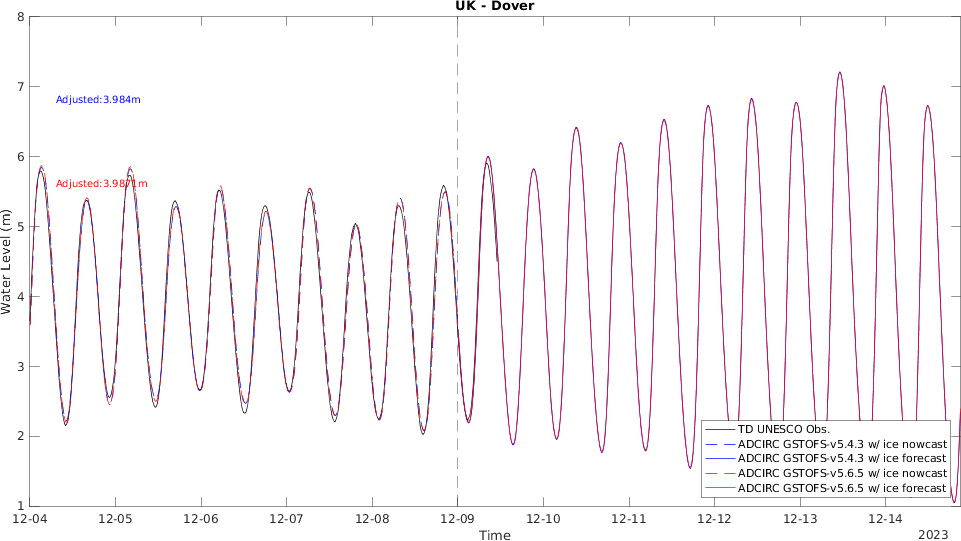 UK - Dover
8
7
6
5
4
3
2
1
Water Level (m)
Adjusted:3.984m
Adjusted:3.9871m
TD UNESCO Obs.
ADCIRC GSTOFS-v5.4.3 w/ ice nowcast
ADCIRC GSTOFS-v5.4.3 w/ ice forecast
ADCIRC GSTOFS-v5.6.5 w/ ice nowcast
ADCIRC GSTOFS-v5.6.5 w/ ice forecast
12-04 12-05 12-06 12-07 12-08 12-09 12-10 12-11 12-12 12-13 12-14
Time
2023